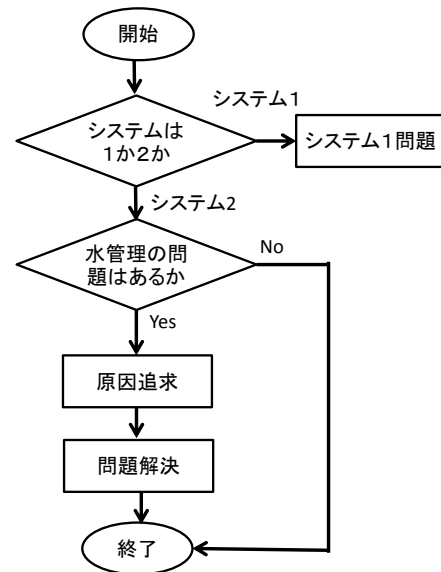 開始
システム１
システムは
１か２か
システム１問題
システム2
水管理の問
題はあるか
No
Yes
原因追求
問題解決
終了